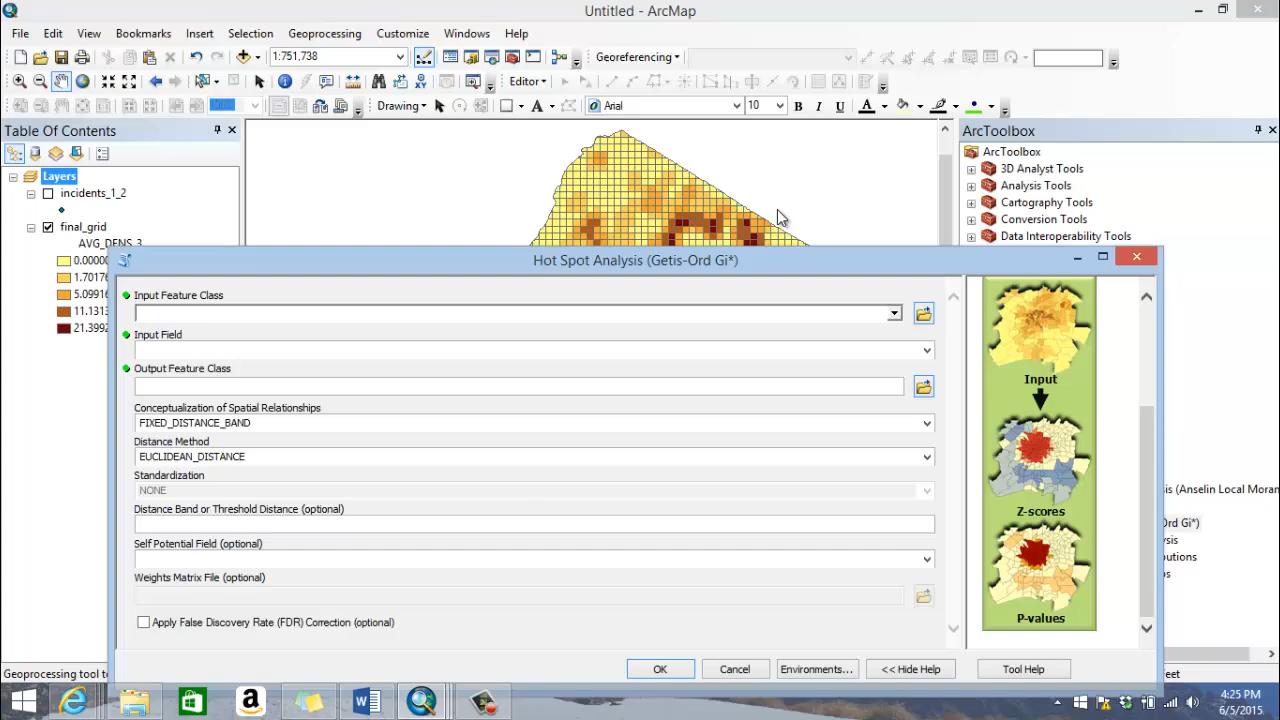 Untitled - ArcMap
File Edit View Bookmarks Insert Selection Geoprocessing Customize Windows Help
1:751,738 Georeferencing
Editor
Drawing A Arial 10 B I U A
Table Of Contents
ArcToolbox
Layers
incidents_1_2
final_grid
AVG_DENS_3
0.00000
1.70176
5.09916
11.1313
21.3992
ArcToolbox
3D Analyst Tools
Analysis Tools
Cartography Tools
Conversion Tools
Data Interoperability Tools
Hot Spot Analysis (Getis-Ord Gi*)
Input Feature Class
Input Field
Output Feature Class
Conceptualization of Spatial Relationships
FIXED_DISTANCE_BAND
Distance Method
EUCLIDEAN_DISTANCE
Standardization
NONE
Distance Band or Threshold Distance (optional)
Self Potential Field (optional)
Weights Matrix File (optional)
Apply False Discovery Rate (FDR) Correction (optional)
Input
Z-scores
P-values
is (Anselin Local Moran
Ord Gi*)
OK Cancel Environments... << Hide Help Tool Help
Geoprocessing tool to
4:25 PM
6/5/2015